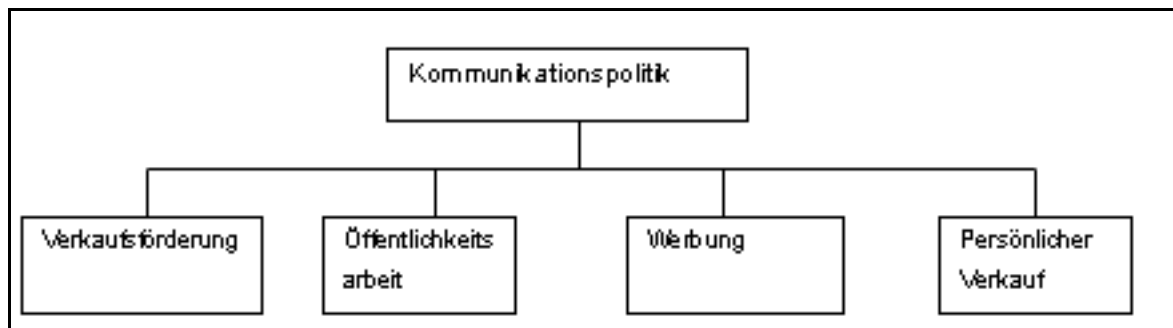 Kommunikationspolitik
Verkaufsförderung
Öffentlichkeits
arbeit
Werbung
Persönlicher
Verkauf